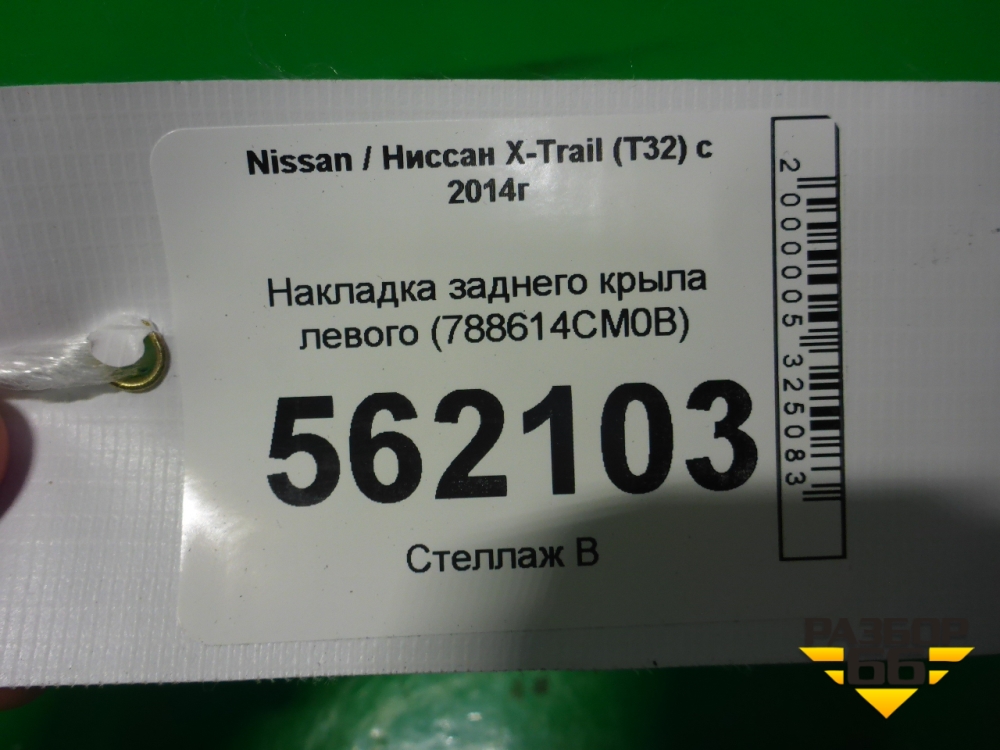 Nissan / Ниссан X-Trail (T32) с
2014г
Накладка заднего крыла
левого (788614CM0B)
562103
Стеллаж В
2000005325083
РАЗБОР
66